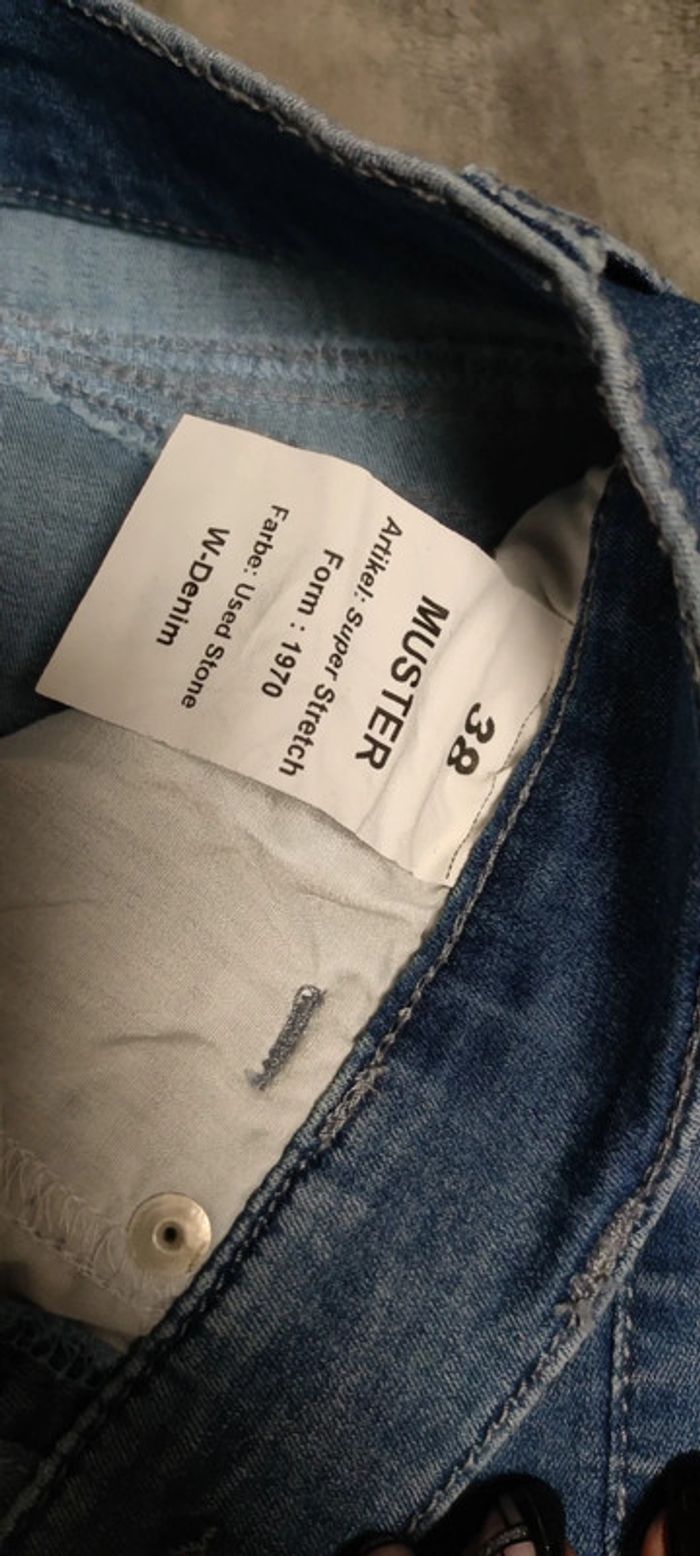 38
MUSTER
Artikel: Super Stretch
Form : 1970
Farbe: Used Stone
W-Denim